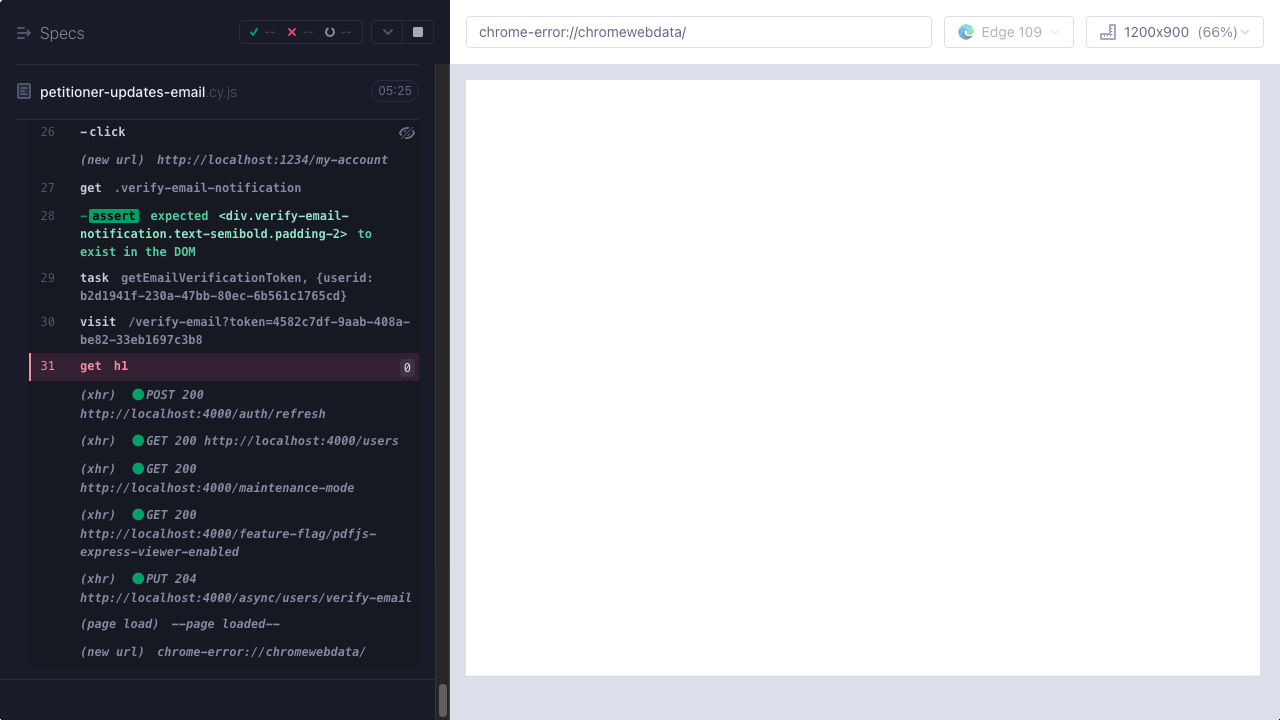 Specs
-- -- --
petitioner-updates-email.cy.js 05:25
26 -click
(new url) http://localhost:1234/my-account
27 get .verify-email-notification
28 -assert expected <div.verify-email-
notification.text-semibold.padding-2> to
exist in the DOM
29 task getEmailVerificationToken, {userid:
b2d1941f-230a-47bb-80ec-6b561c1765cd}
30 visit /verify-email?token=4582c7df-9aab-408a-
be82-33eb1697c3b8
31 get h1 0
(xhr) POST 200
http://localhost:4000/auth/refresh
(xhr) GET 200 http://localhost:4000/users
(xhr) GET 200
http://localhost:4000/maintenance-mode
(xhr) GET 200
http://localhost:4000/feature-flag/pdfjs-
express-viewer-enabled
(xhr) PUT 204
http://localhost:4000/async/users/verify-email
(page load) --page loaded--
(new url) chrome-error://chromewebdata/
chrome-error://chromewebdata/
Edge 109
1200x900 (66%)